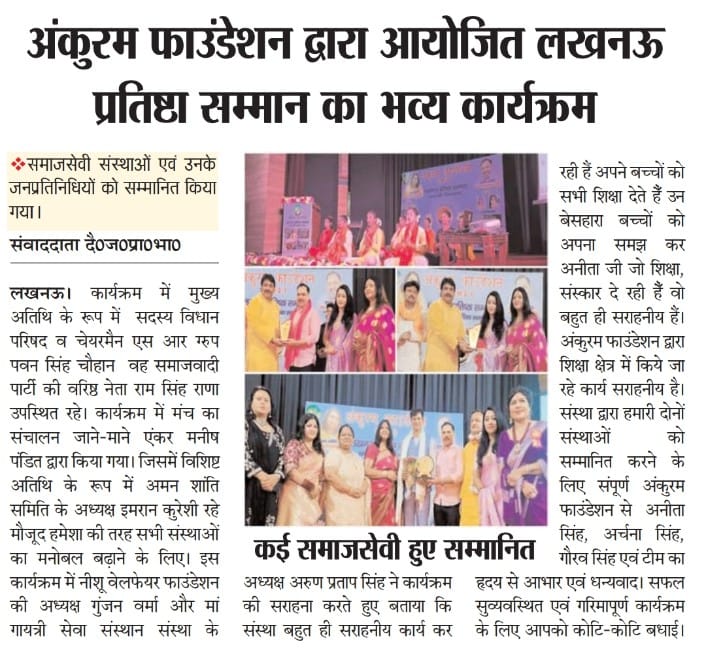 अंकुरम फाउंडेशन द्वारा आयोजित लखनऊ
प्रतिष्ठा सम्मान का भव्य कार्यक्रम
❖समाजसेवी संस्थाओं एवं उनके
जनप्रतिनिधियों को सम्मानित किया
गया।
संवाददाता दै०ज०प्रा०भा०
लखनऊ। कार्यक्रम में मुख्य
अतिथि के रूप में सदस्य विधान
परिषद व चेयरमैन एस आर ग्रुप
पवन सिंह चौहान वह समाजवादी
पार्टी की वरिष्ठ नेता राम सिंह राणा
उपस्थित रहे। कार्यक्रम में मंच का
संचालन जाने-माने एंकर मनीष
पंडित द्वारा किया गया। जिसमें विशिष्ट
अतिथि के रूप में अमन शांति
समिति के अध्यक्ष इमरान कुरेशी रहे
मौजूद हमेशा की तरह सभी संस्थाओं
का मनोबल बढ़ाने के लिए। इस
कार्यक्रम में नीशू वेलफेयर फाउंडेशन
की अध्यक्ष गुंजन वर्मा और मां
गायत्री सेवा संस्थान संस्था के
कई समाजसेवी हुए सम्मानित
अध्यक्ष अरुण प्रताप सिंह ने कार्यक्रम
की सराहना करते हुए बताया कि
संस्था बहुत ही सराहनीय कार्य कर
रही हैं अपने बच्चों को
सभी शिक्षा देते हैं उन
बेसहारा बच्चों को
अपना समझ कर
अनीता जी जो शिक्षा,
संस्कार दे रही हैं वो
बहुत ही सराहनीय हैं।
अंकुरम फाउंडेशन द्वारा
शिक्षा क्षेत्र में किये जा
रहे कार्य सराहनीय है।
संस्था द्वारा हमारी दोनों
संस्थाओं को
सम्मानित करने के
लिए संपूर्ण अंकुरम
फाउंडेशन से अनीता
सिंह, अर्चना सिंह,
गौरव सिंह एवं टीम का
हृदय से आभार एवं धन्यवाद। सफल
सुव्यवस्थित एवं गरिमापूर्ण कार्यक्रम
के लिए आपको कोटि-कोटि बधाई।